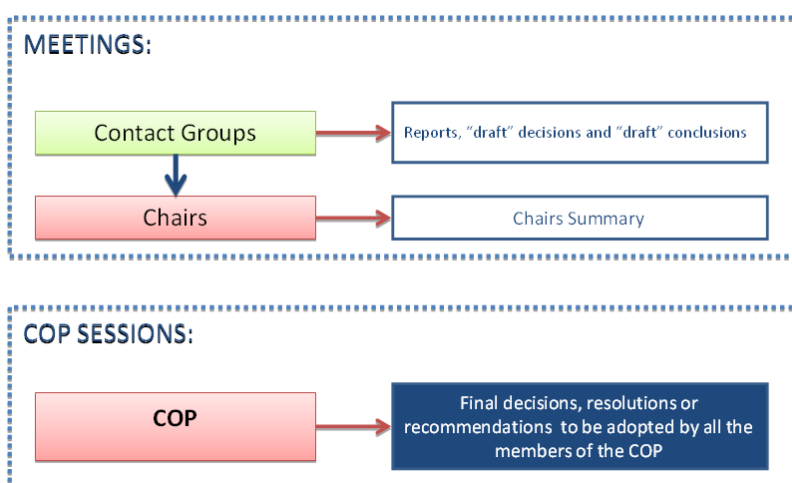 MEETINGS:
Contact Groups
Reports, “draft” decisions and “draft” conclusions
Chairs
Chairs Summary
COP SESSIONS:
COP
Final decisions, resolutions or
recommendations to be adopted by all the
members of the COP